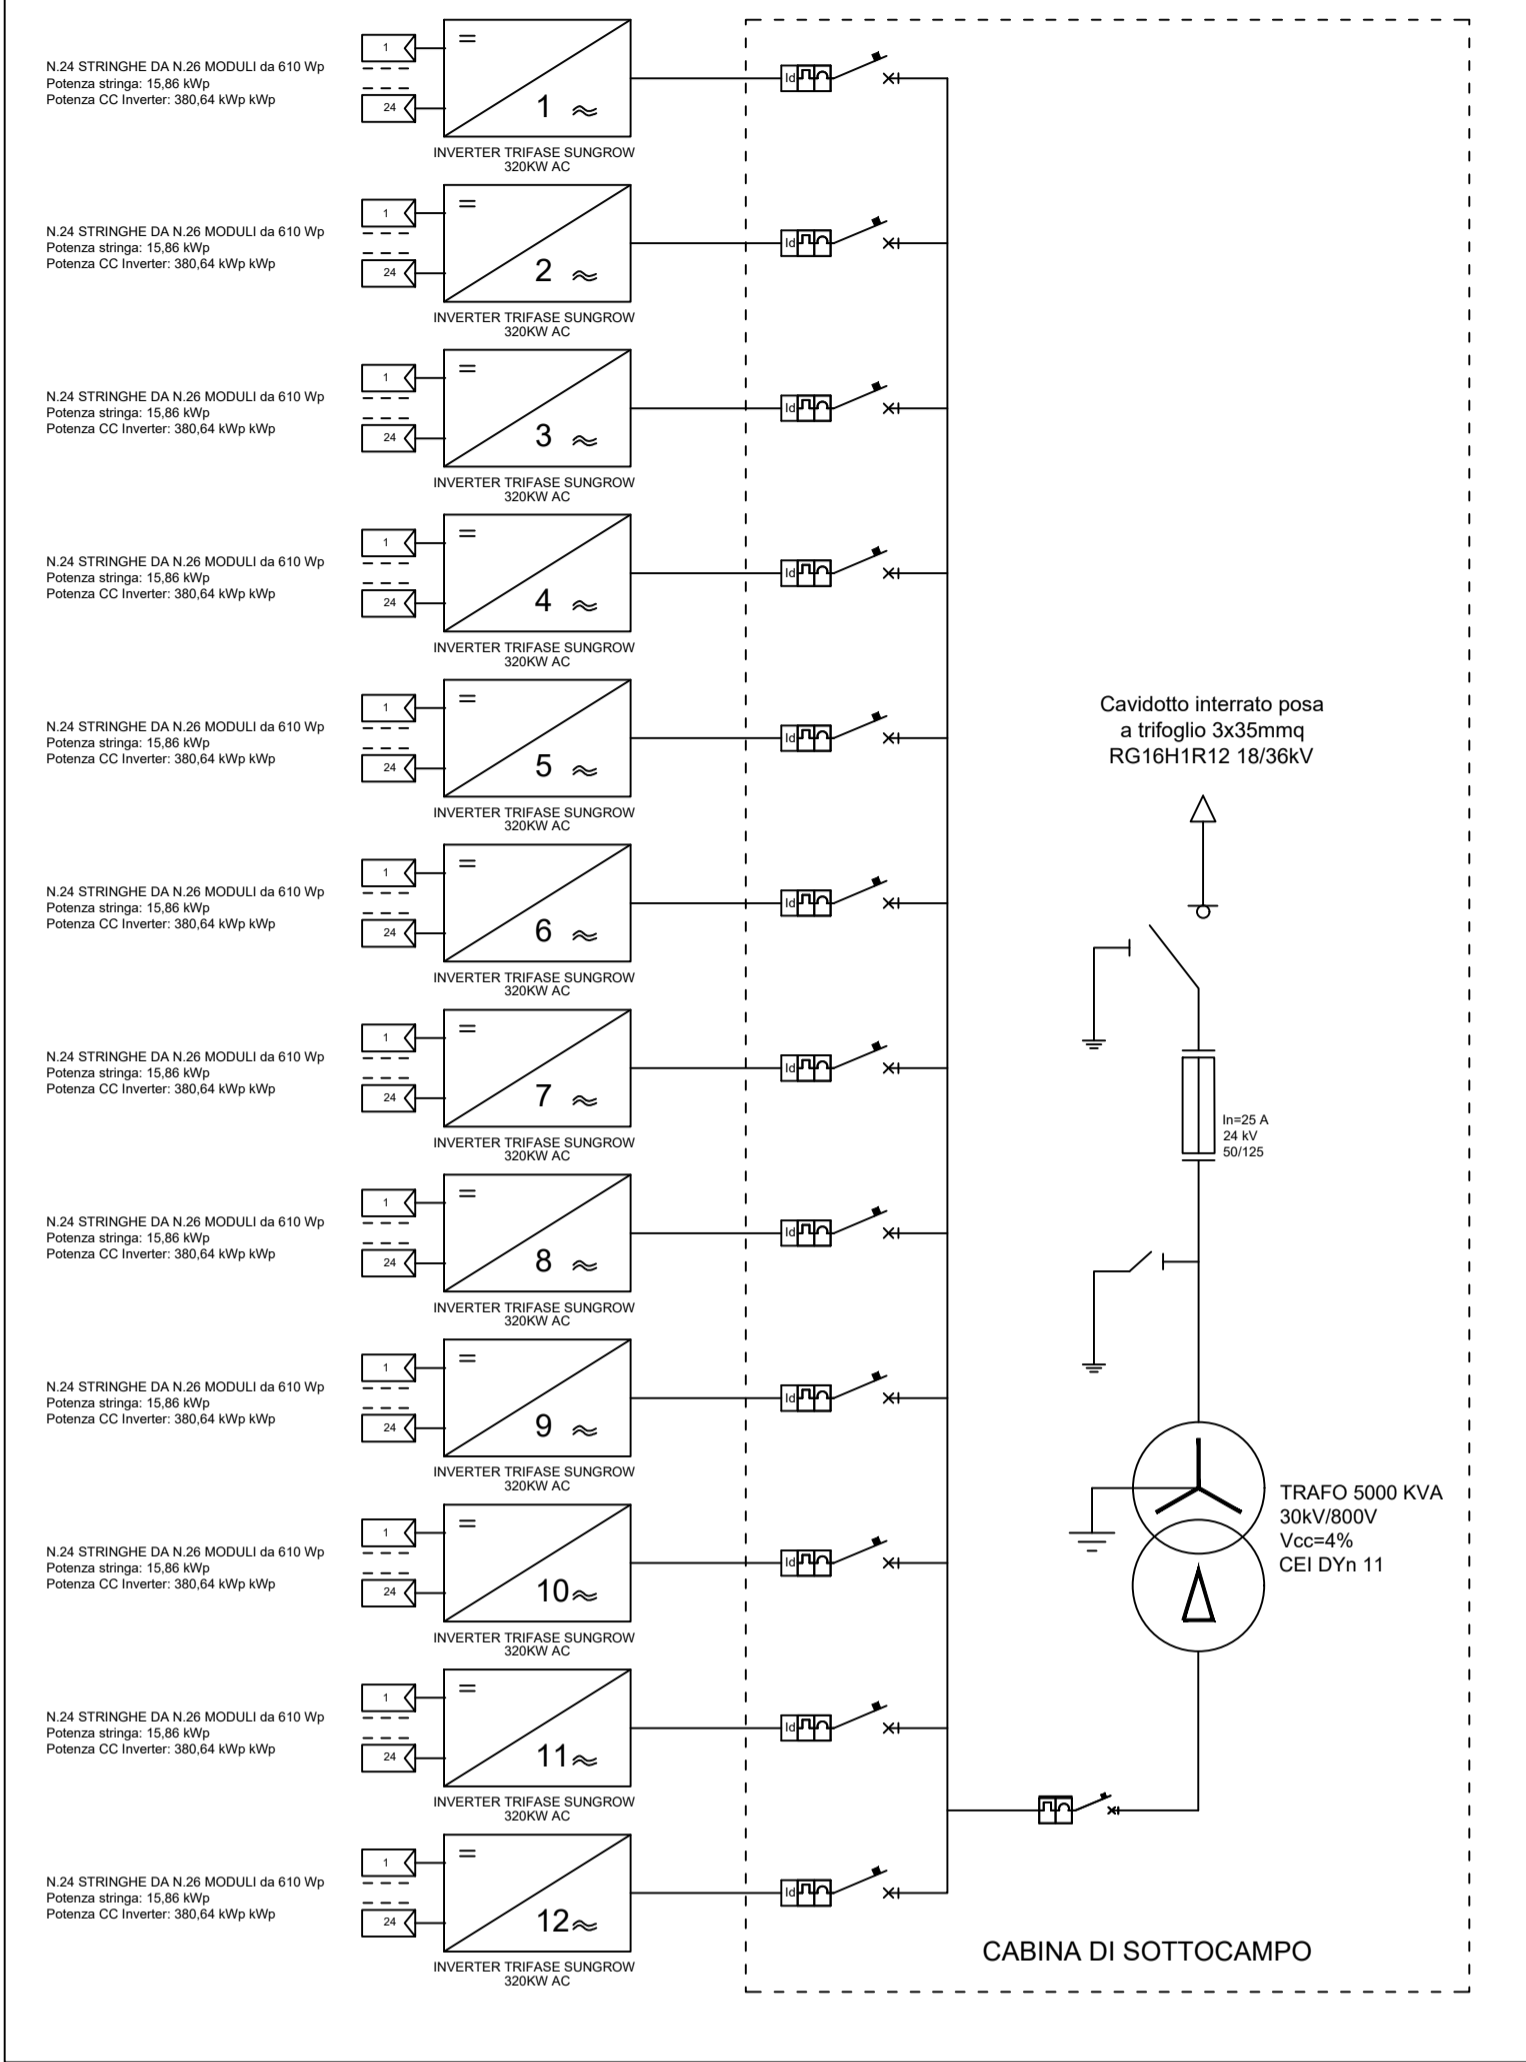 N.24 STRINGHE DA N.26 MODULI da 610 Wp
Potenza stringa: 15,86 kWp
Potenza CC Inverter: 380,64 kWp kWp
1
24
=
1 ≈
INVERTER TRIFASE SUNGROW
320KW AC
Id
N.24 STRINGHE DA N.26 MODULI da 610 Wp
Potenza stringa: 15,86 kWp
Potenza CC Inverter: 380,64 kWp kWp
1
24
=
2 ≈
INVERTER TRIFASE SUNGROW
320KW AC
Id
N.24 STRINGHE DA N.26 MODULI da 610 Wp
Potenza stringa: 15,86 kWp
Potenza CC Inverter: 380,64 kWp kWp
1
24
=
3 ≈
INVERTER TRIFASE SUNGROW
320KW AC
Id
N.24 STRINGHE DA N.26 MODULI da 610 Wp
Potenza stringa: 15,86 kWp
Potenza CC Inverter: 380,64 kWp kWp
1
24
=
4 ≈
INVERTER TRIFASE SUNGROW
320KW AC
Id
N.24 STRINGHE DA N.26 MODULI da 610 Wp
Potenza stringa: 15,86 kWp
Potenza CC Inverter: 380,64 kWp kWp
1
24
=
5 ≈
INVERTER TRIFASE SUNGROW
320KW AC
Id
N.24 STRINGHE DA N.26 MODULI da 610 Wp
Potenza stringa: 15,86 kWp
Potenza CC Inverter: 380,64 kWp kWp
1
24
=
6 ≈
INVERTER TRIFASE SUNGROW
320KW AC
Id
N.24 STRINGHE DA N.26 MODULI da 610 Wp
Potenza stringa: 15,86 kWp
Potenza CC Inverter: 380,64 kWp kWp
1
24
=
7 ≈
INVERTER TRIFASE SUNGROW
320KW AC
Id
N.24 STRINGHE DA N.26 MODULI da 610 Wp
Potenza stringa: 15,86 kWp
Potenza CC Inverter: 380,64 kWp kWp
1
24
=
8 ≈
INVERTER TRIFASE SUNGROW
320KW AC
Id
N.24 STRINGHE DA N.26 MODULI da 610 Wp
Potenza stringa: 15,86 kWp
Potenza CC Inverter: 380,64 kWp kWp
1
24
=
9 ≈
INVERTER TRIFASE SUNGROW
320KW AC
Id
N.24 STRINGHE DA N.26 MODULI da 610 Wp
Potenza stringa: 15,86 kWp
Potenza CC Inverter: 380,64 kWp kWp
1
24
=
10 ≈
INVERTER TRIFASE SUNGROW
320KW AC
Id
N.24 STRINGHE DA N.26 MODULI da 610 Wp
Potenza stringa: 15,86 kWp
Potenza CC Inverter: 380,64 kWp kWp
1
24
=
11 ≈
INVERTER TRIFASE SUNGROW
320KW AC
Id
N.24 STRINGHE DA N.26 MODULI da 610 Wp
Potenza stringa: 15,86 kWp
Potenza CC Inverter: 380,64 kWp kWp
1
24
=
12 ≈
INVERTER TRIFASE SUNGROW
320KW AC
Id
Cavidotto interrato posa
a trifoglio 3x35mmq
RG16H1R12 18/36kV
In=25 A
24 kV
50/125
TRAFO 5000 KVA
30kV/800V
Vcc=4%
CEI DYn 11
CABINA DI SOTTOCAMPO